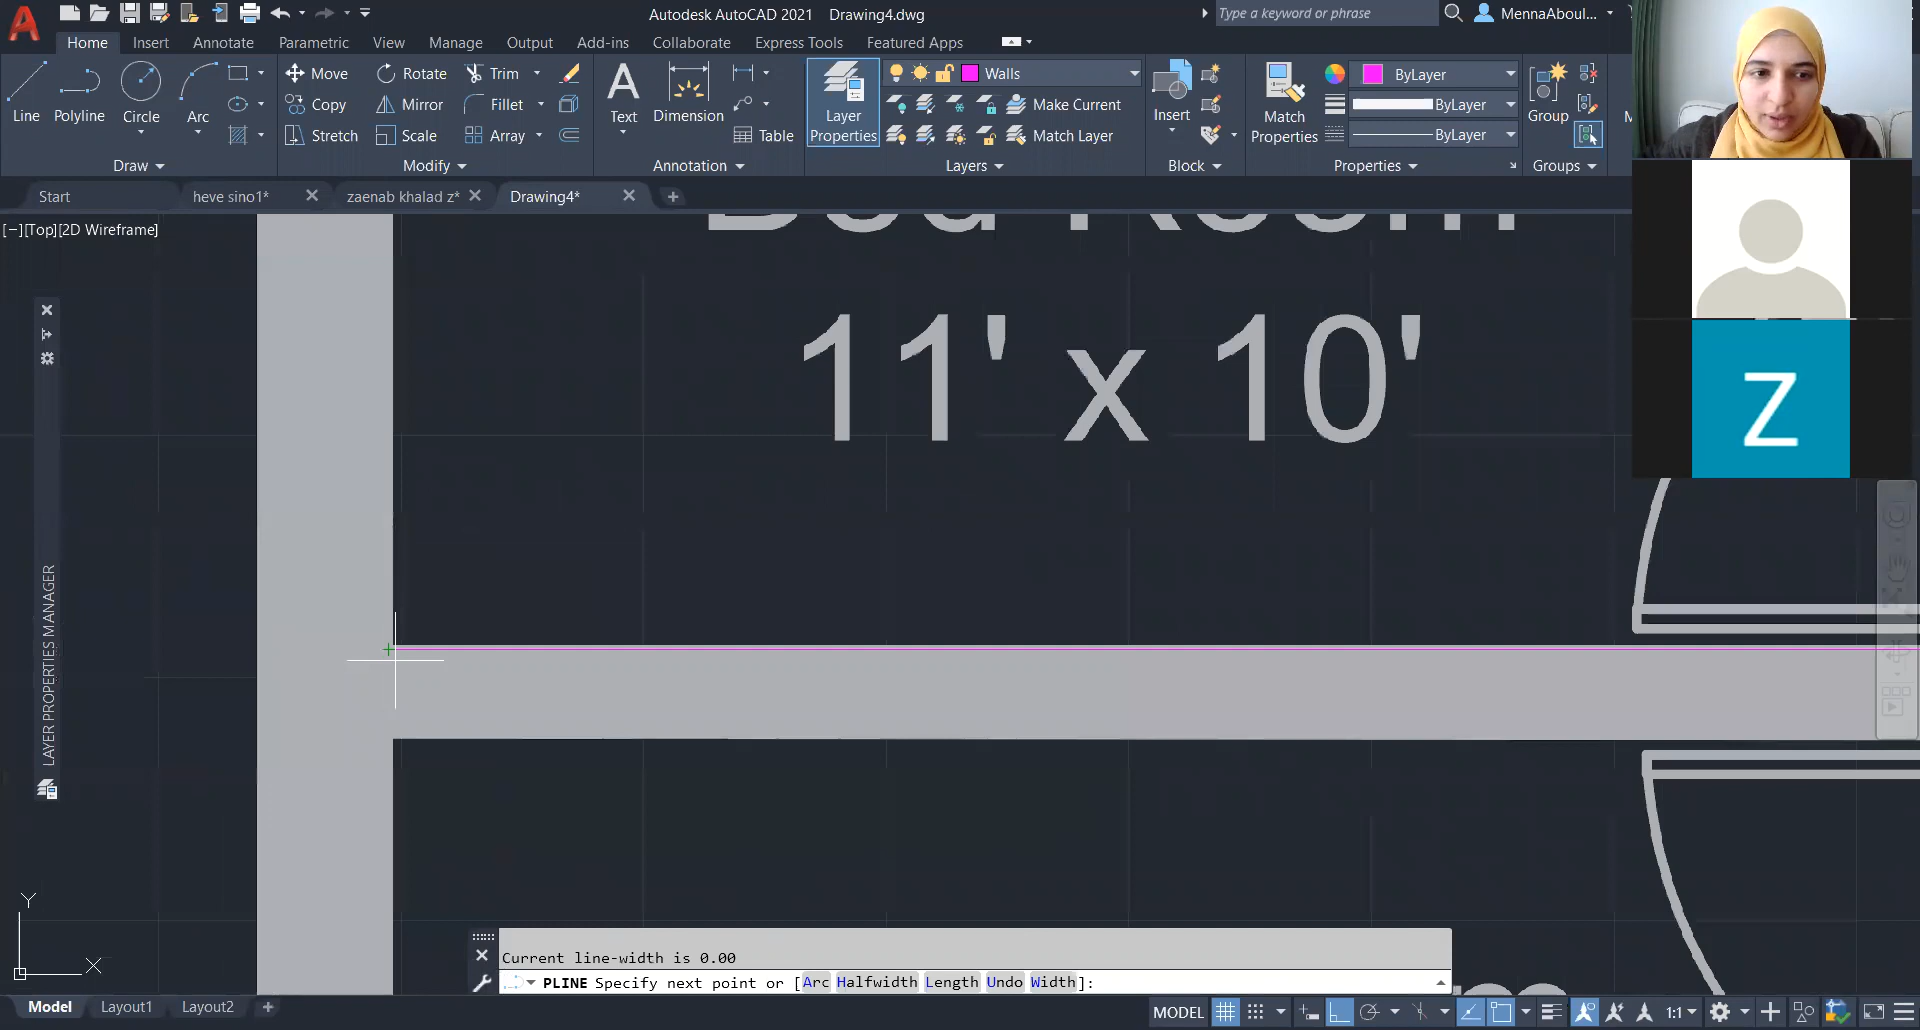 Autodesk AutoCAD 2021 Drawing4.dwg
Type a keyword or phrase
MennaAboul...
Home Insert Annotate Parametric View Manage Output Add-ins Collaborate Express Tools Featured Apps
Line Polyline Circle Arc
Move Rotate Trim
Copy Mirror Fillet
Stretch Scale Array
Text Dimension Table
Layer Properties
Walls
Make Current
Match Layer
Insert
Match Properties
ByLayer
ByLayer
ByLayer
Group
Draw Modify Annotation Layers Block Properties Groups
Start heve sino1* zaenab khalad z* Drawing4*
[−][Top][2D Wireframe]
Bed Room
11' x 10'
Z
LAYER PROPERTIES MANAGER
Y
X
Current line-width is 0.00
PLINE Specify next point or [Arc Halfwidth Length Undo Width]:
Model Layout1 Layout2
MODEL 1:1